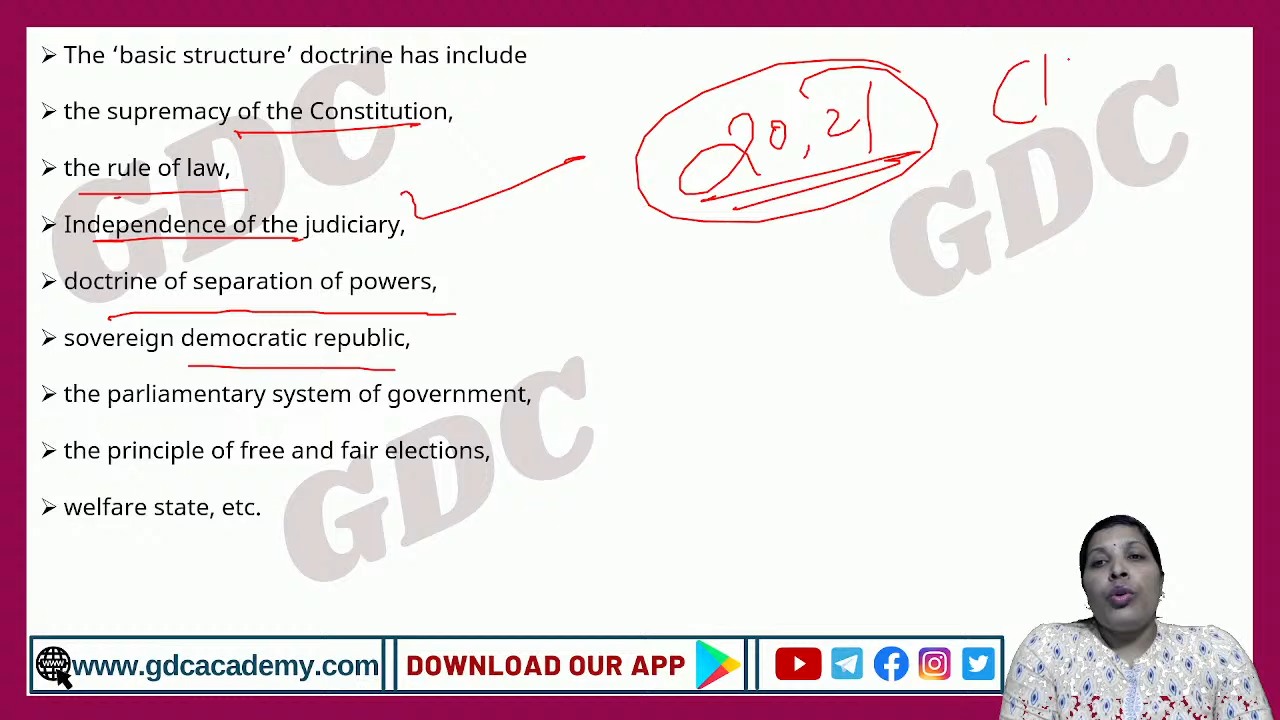 ➢ The ‘basic structure’ doctrine has include
➢ the supremacy of the Constitution,
➢ the rule of law,
➢ Independence of the judiciary,
➢ doctrine of separation of powers,
➢ sovereign democratic republic,
➢ the parliamentary system of government,
➢ the principle of free and fair elections,
➢ welfare state, etc.
20, 21
GDC
GDC
GDC
www.gdcacademy.com
DOWNLOAD OUR APP